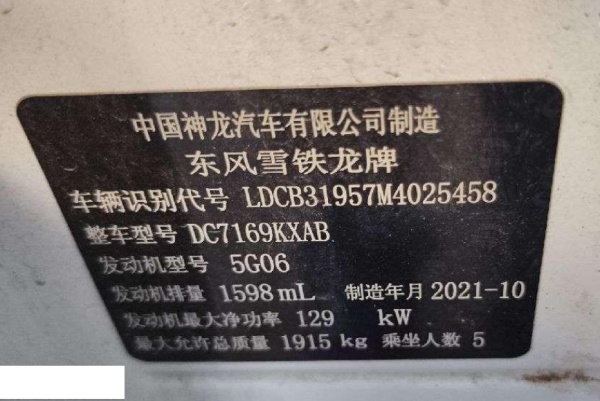 中国神龙汽车有限公司制造
东风雪铁龙牌
车辆识别代号 LDCB31957M4025458
整车型号 DC7169KXAB
发动机型号 5G06
发动机排量 1598 mL 制造年月 2021-10
发动机最大净功率 129 kW
最大允许总质量 1915 kg 乘坐人数 5